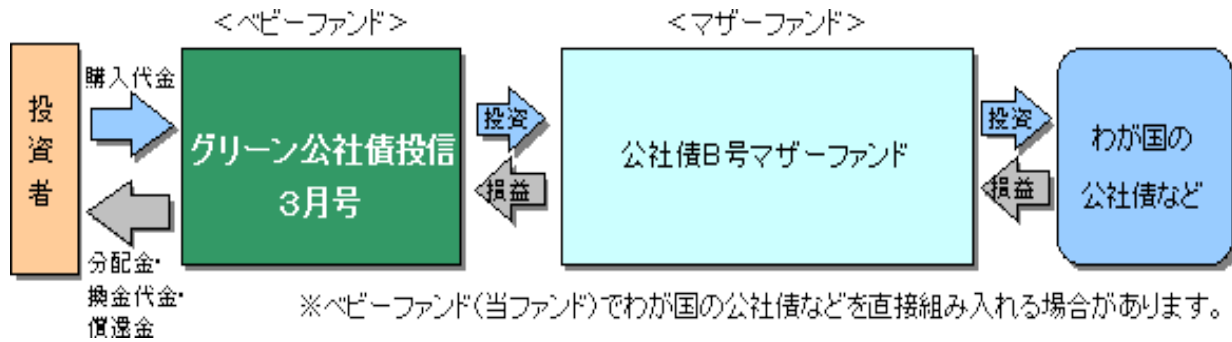 <ベビーファンド>
<マザーファンド>
投資者
購入代金
分配金・
換金代金・
償還金
グリーン公社債投信
3月号
投資
損益
公社債B号マザーファンド
投資
損益
わが国の
公社債など
※ベビーファンド(当ファンド)でわが国の公社債などを直接組み入れる場合があります。